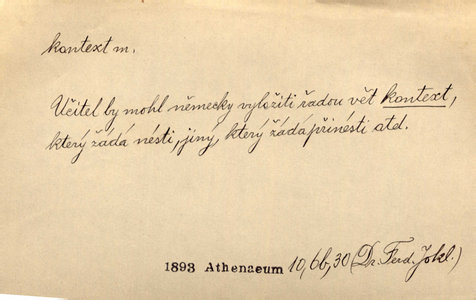 kontext m.
Učitel by mohl německy vyložiti řadou vět kontext,
který žádá nésti, jiný, který žádá přinésti atd.
1893 Athenaeum 10,6b,30 (Dr. Ferd. Jokl.)